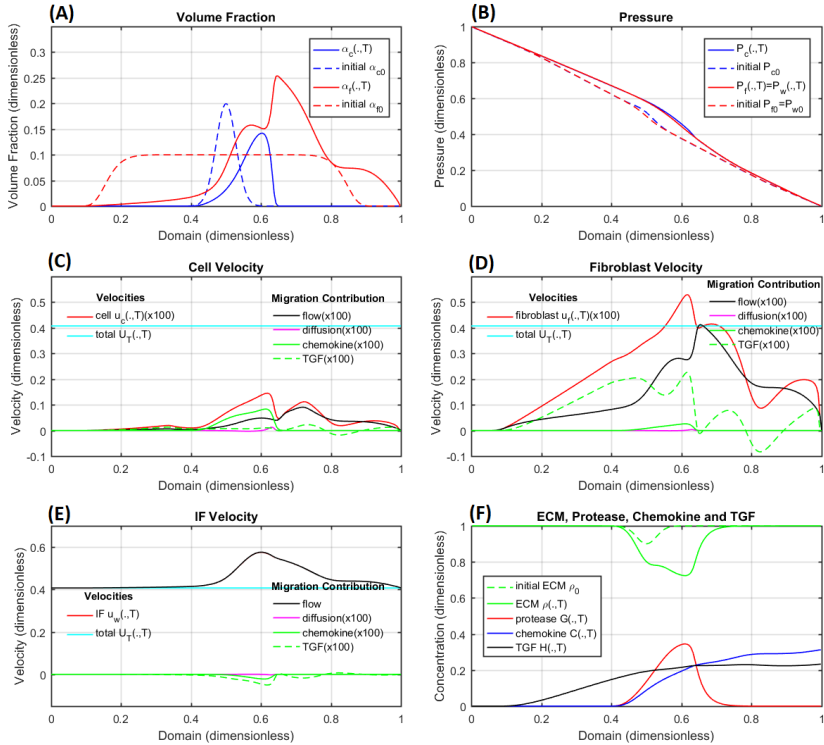 (A)
Volume Fraction
Volume Fraction (dimensionless)
0.3
0.25
0.2
0.15
0.1
0.05
0
0 0.2 0.4 0.6 0.8 1
Domain (dimensionless)
α_c(.,T)
initial α_c0
α_f(.,T)
initial α_f0
(B)
Pressure
Pressure (dimensionless)
1
0.8
0.6
0.4
0.2
0
0 0.2 0.4 0.6 0.8 1
Domain (dimensionless)
P_c(.,T)
initial P_c0
P_f(.,T)=P_w(.,T)
initial P_f0=P_w0
(C)
Cell Velocity
Velocity (dimensionless)
0.5
0.4
0.3
0.2
0.1
0
-0.1
0 0.2 0.4 0.6 0.8 1
Domain (dimensionless)
Velocities
cell u_c(.,T)(x100)
total U_T(.,T)
Migration Contribution
flow(x100)
diffusion(x100)
chemokine(x100)
TGF(x100)
(D)
Fibroblast Velocity
Velocity (dimensionless)
0.5
0.4
0.3
0.2
0.1
0
-0.1
0 0.2 0.4 0.6 0.8 1
Domain (dimensionless)
Velocities
fibroblast u_f(.,T)(x100)
total U_T(.,T)
Migration Contribution
flow(x100)
diffusion(x100)
chemokine(x100)
TGF(x100)
(E)
IF Velocity
Velocity (dimensionless)
0.6
0.4
0.2
0
0 0.2 0.4 0.6 0.8 1
Domain (dimensionless)
Velocities
IF u_w(.,T)
total U_T(.,T)
Migration Contribution
flow
diffusion(x100)
chemokine(x100)
TGF(x100)
(F)
ECM, Protease, Chemokine and TGF
Concentration (dimensionless)
1
0.8
0.6
0.4
0.2
0
0 0.2 0.4 0.6 0.8 1
Domain (dimensionless)
initial ECM ρ_0
ECM ρ(.,T)
protease G(.,T)
chemokine C(.,T)
TGF H(.,T)